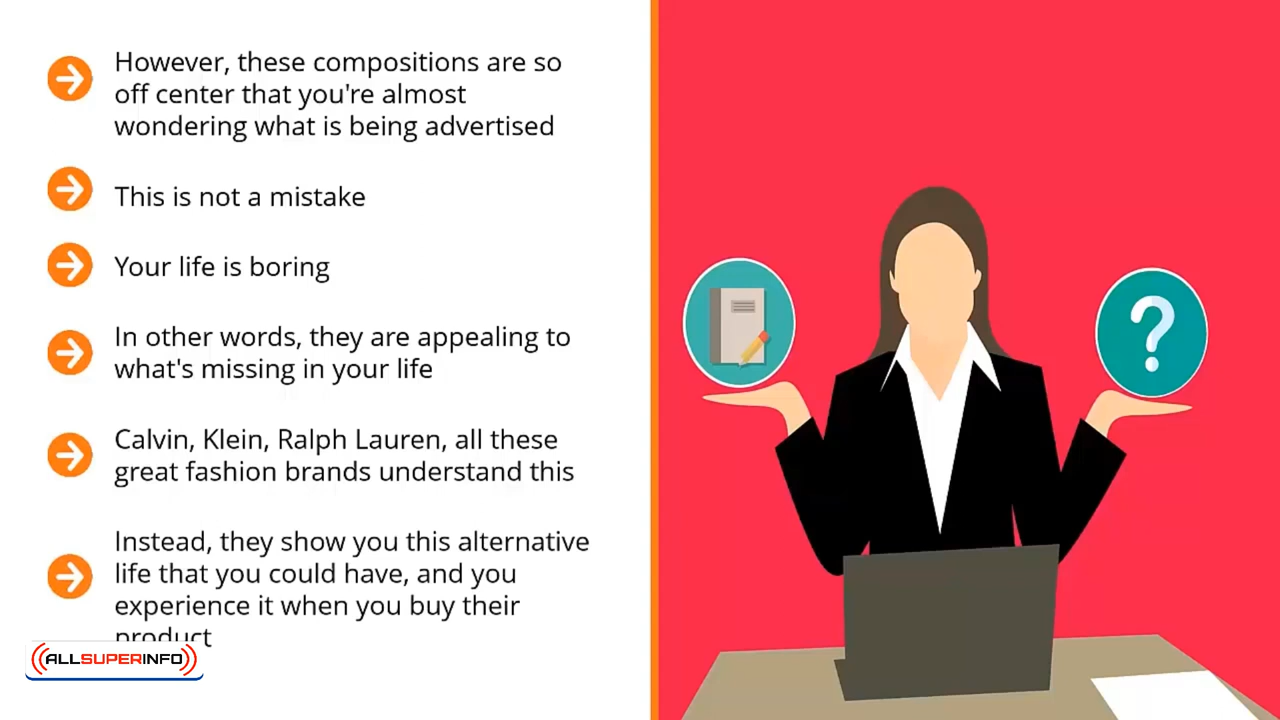 However, these compositions are so
off center that you're almost
wondering what is being advertised
This is not a mistake
Your life is boring
In other words, they are appealing to
what's missing in your life
Calvin, Klein, Ralph Lauren, all these
great fashion brands understand this
Instead, they show you this alternative
life that you could have, and you
experience it when you buy their
product
ALLSUPERINFO
?